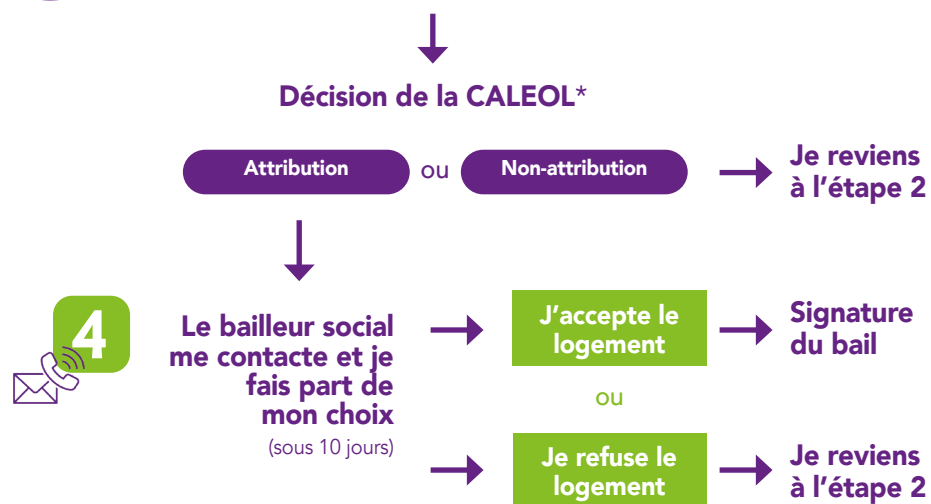 Décision de la CALEOL*
Attribution
ou
Non-attribution
Je reviens
à l’étape 2
4
Le bailleur social
me contacte et je
fais part de
mon choix
(sous 10 jours)
J’accepte le
logement
Signature
du bail
ou
Je refuse le
logement
Je reviens
à l’étape 2